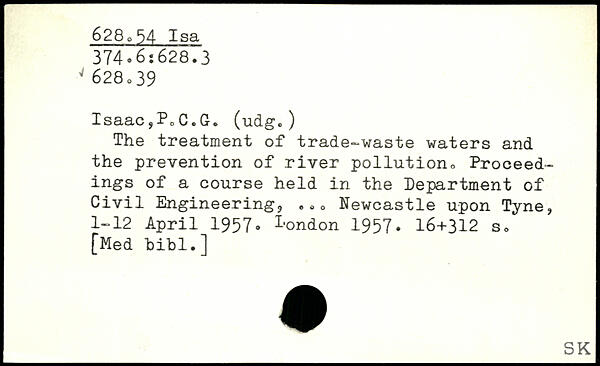 628.54 Isa
374.6:628.3
628.39
Isaac,P.C.G. (udg.)
The treatment of trade-waste waters and
the prevention of river pollution. Proceed-
ings of a course held in the Department of
Civil Engineering, ... Newcastle upon Tyne,
1-12 April 1957. London 1957. 16+312 s.
[Med bibl.]
SK